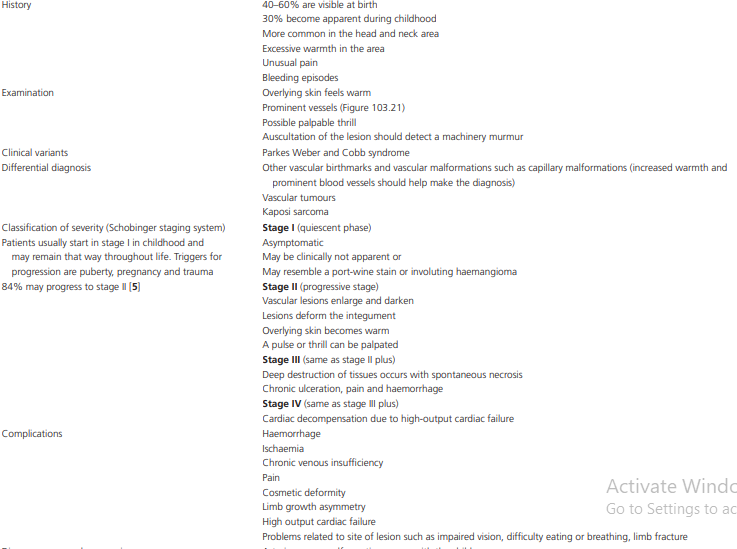 History
40–60% are visible at birth
30% become apparent during childhood
More common in the head and neck area
Excessive warmth in the area
Unusual pain
Bleeding episodes
Examination
Overlying skin feels warm
Prominent vessels (Figure 103.21)
Possible palpable thrill
Auscultation of the lesion should detect a machinery murmur
Clinical variants
Parkes Weber and Cobb syndrome
Differential diagnosis
Other vascular birthmarks and vascular malformations such as capillary malformations (increased warmth and
prominent blood vessels should help make the diagnosis)
Vascular tumours
Kaposi sarcoma
Classification of severity (Schobinger staging system)
Patients usually start in stage I in childhood and
may remain that way throughout life. Triggers for
progression are puberty, pregnancy and trauma
84% may progress to stage II [5]
Stage I (quiescent phase)
Asymptomatic
May be clinically not apparent or
May resemble a port-wine stain or involuting haemangioma
Stage II (progressive stage)
Vascular lesions enlarge and darken
Lesions deform the integument
Overlying skin becomes warm
A pulse or thrill can be palpated
Stage III (same as stage II plus)
Deep destruction of tissues occurs with spontaneous necrosis
Chronic ulceration, pain and haemorrhage
Stage IV (same as stage III plus)
Cardiac decompensation due to high-output cardiac failure
Complications
Haemorrhage
Ischaemia
Chronic venous insufficiency
Pain
Cosmetic deformity
Limb growth asymmetry
High output cardiac failure
Problems related to site of lesion such as impaired vision, difficulty eating or breathing, limb fracture
Activate Windo
Go to Settings to ac